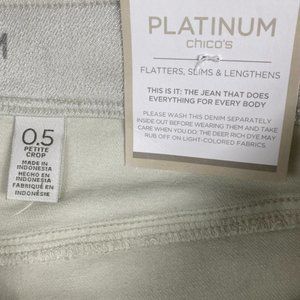 PLATINUM
chico's
FLATTERS, SLIMS & LENGTHENS
THIS IS IT: THE JEAN THAT DOES
EVERYTHING FOR EVERY BODY
PLEASE WASH THIS DENIM SEPARATELY
INSIDE OUT BEFORE WEARING THEM AND TAKE
CARE WHEN YOU DO. THE DEEP, RICH DYE MAY
RUB OFF ON LIGHT-COLORED FABRICS.
0.5
PETITE
CROP
MADE IN
INDONESIA
HECHO EN
INDONESIA
FABRIQUÉ EN
INDONÉSIE